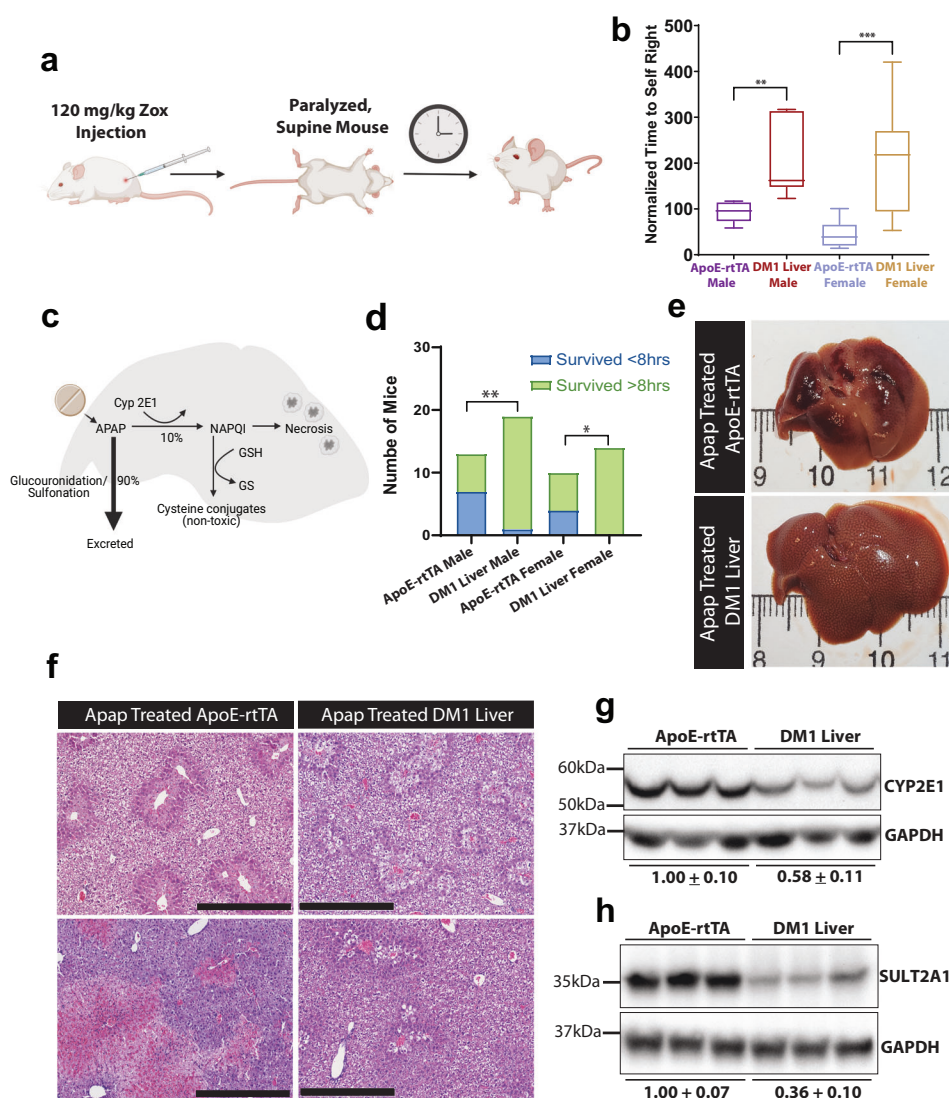 a
120 mg/kg Zox
Injection
Paralyzed,
Supine Mouse
b
Normalized Time to Self Right
500
400
300
200
100
0
**
***
ApoE-rtTA
Male
DM1 Liver
Male
ApoE-rtTA
Female
DM1 Liver
Female
c
APAP
Cyp 2E1
10%
NAPQI
Necrosis
GSH
GS
Glucouronidation/
Sulfonation
90%
Cysteine conjugates
(non-toxic)
Excreted
d
Number of Mice
30
20
10
0
Survived <8hrs
Survived >8hrs
**
*
ApoE-rtTA Male
DM1 Liver Male
ApoE-rtTA Female
DM1 Liver Female
e
Apap Treated
ApoE-rtTA
9 10 11 12
Apap Treated
DM1 Liver
8 9 10 11
f
Apap Treated ApoE-rtTA
Apap Treated DM1 Liver
g
ApoE-rtTA DM1 Liver
60kDa
50kDa
CYP2E1
37kDa
GAPDH
1.00 ± 0.10 0.58 ± 0.11
h
ApoE-rtTA DM1 Liver
35kDa
SULT2A1
37kDa
GAPDH
1.00 + 0.07 0.36 + 0.10